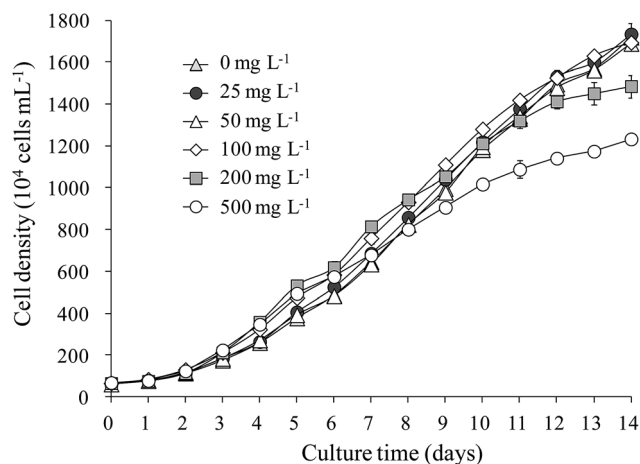 1800
1600
1400
1200
1000
800
600
400
200
0
Cell density (10⁴ cells mL⁻¹)
0 mg L⁻¹
25 mg L⁻¹
50 mg L⁻¹
100 mg L⁻¹
200 mg L⁻¹
500 mg L⁻¹
0 1 2 3 4 5 6 7 8 9 10 11 12 13 14
Culture time (days)